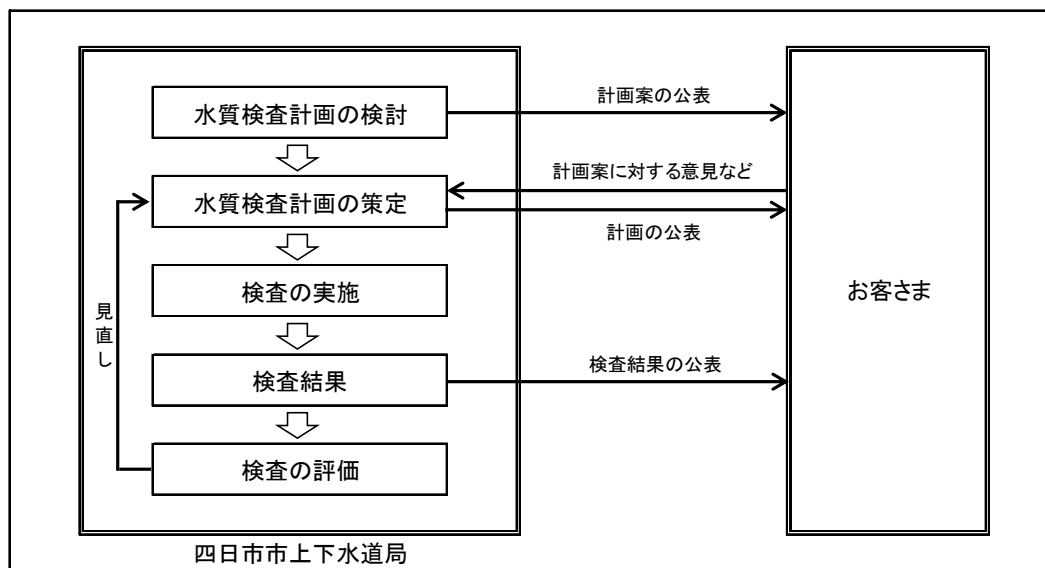 水質検査計画の検討
計画案の公表
計画案に対する意見など
水質検査計画の策定
計画の公表
検査の実施
お客さま
見直し
検査結果の公表
検査結果
検査の評価
四日市市上下水道局